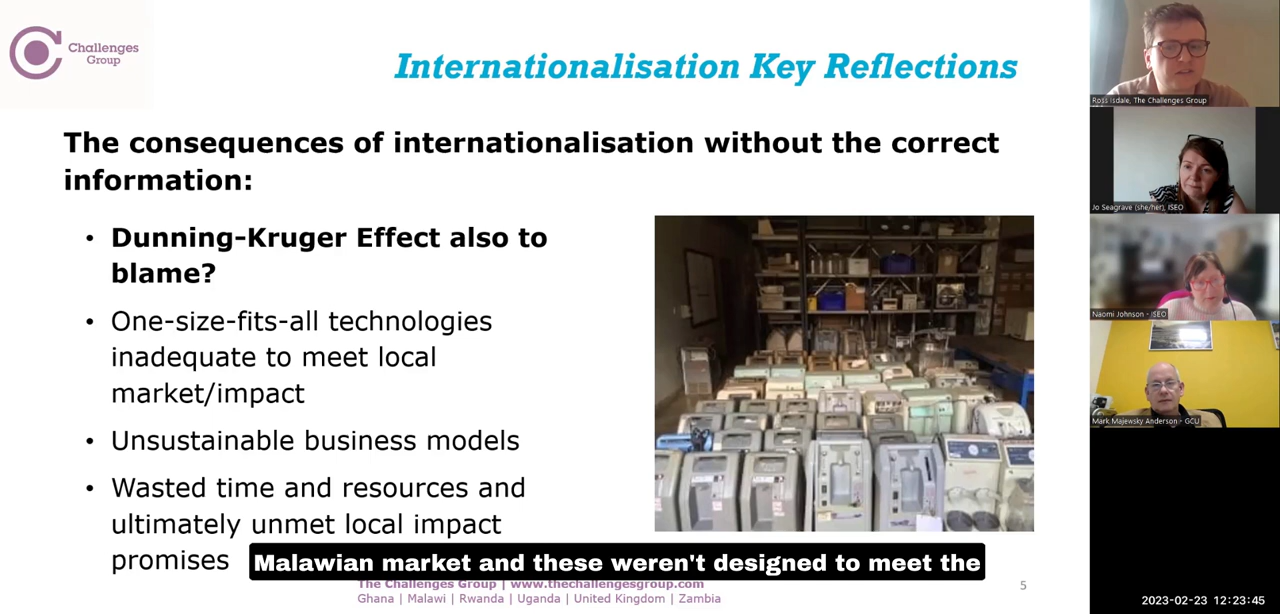 Challenges
Group
Internationalisation Key Reflections
The consequences of internationalisation without the correct
information:
• Dunning-Kruger Effect also to
blame?
• One-size-fits-all technologies
inadequate to meet local
market/impact
• Unsustainable business models
• Wasted time and resources and
ultimately unmet local impact
promises
Malawian market and these weren't designed to meet the
The Challenges Group | www.thechallengesgroup.com
Ghana | Malawi | Rwanda | Uganda | United Kingdom | Zambia
5
Ross Isdale, The Challenges Group
Jo Seagrave (she/her), ISEO
Naomi Johnson - ISEO
Mark Majewsky Anderson - GCU
2023-02-23 12:23:45